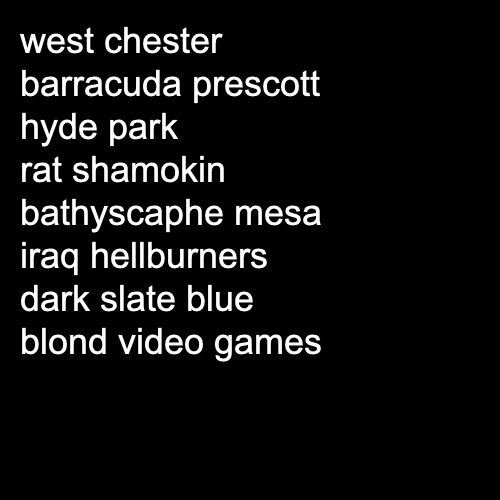 west chester
barracuda prescott
hyde park
rat shamokin
bathyscaphe mesa
iraq hellburners
dark slate blue
blond video games